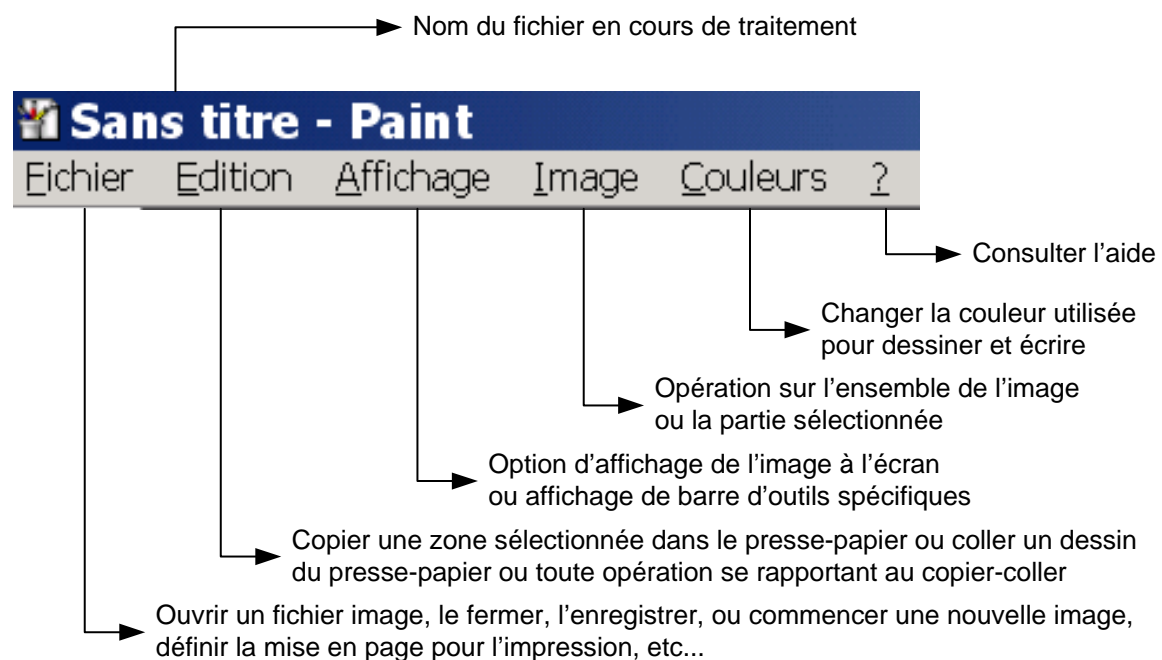 Nom du fichier en cours de traitement
Sans titre - Paint
Fichier Edition Affichage Image Couleurs ?
Consulter l’aide
Changer la couleur utilisée
pour dessiner et écrire
Opération sur l’ensemble de l’image
ou la partie sélectionnée
Option d’affichage de l’image à l’écran
ou affichage de barre d’outils spécifiques
Copier une zone sélectionnée dans le presse-papier ou coller un dessin
du presse-papier ou toute opération se rapportant au copier-coller
Ouvrir un fichier image, le fermer, l’enregistrer, ou commencer une nouvelle image,
définir la mise en page pour l’impression, etc...